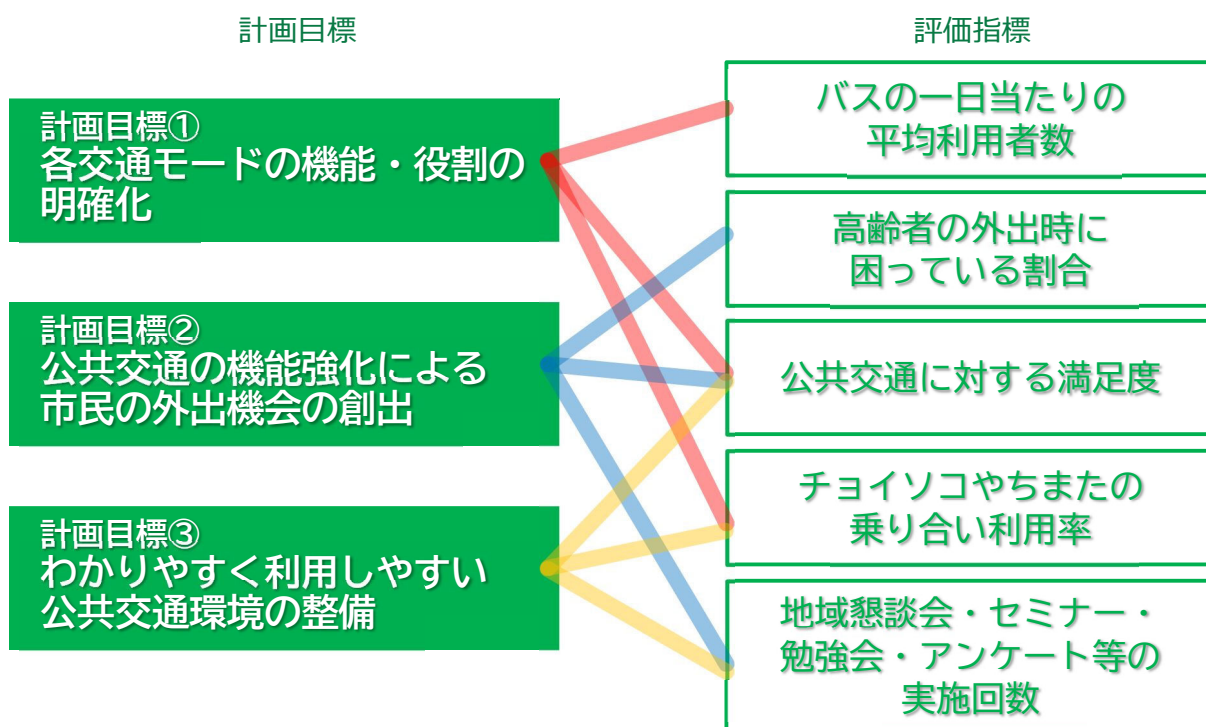 計画目標
評価指標
計画目標①
各交通モードの機能・役割の
明確化
計画目標②
公共交通の機能強化による
市民の外出機会の創出
計画目標③
わかりやすく利用しやすい
公共交通環境の整備
バスの一日当たりの
平均利用者数
高齢者の外出時に
困っている割合
公共交通に対する満足度
チョイソコやちまたの
乗り合い利用率
地域懇談会・セミナー・
勉強会・アンケート等の
実施回数